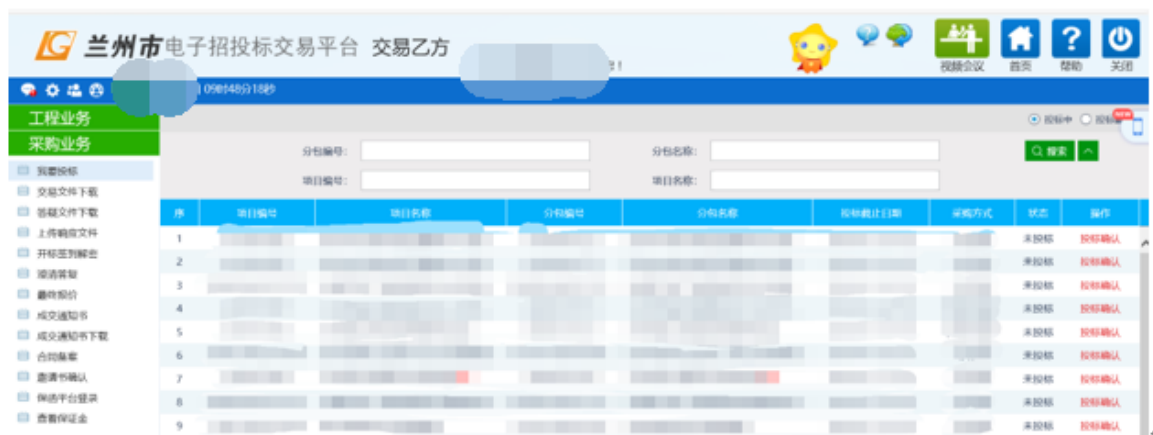 兰州市电子招投标交易平台 交易乙方
视频会议 首页 帮助 关闭
09时48分18秒
工程业务
采购业务
我要投标
交易文件下载
答疑文件下载
上传响应文件
开标签到解密
澄清答复
最终报价
成交通知书
成交通知书下载
合同备案
邀请书确认
保函平台登录
查看保证金
投标中
分包编号: 分包名称: 搜索
项目编号: 项目名称:
序 项目编号 项目名称 分包编号 分包名称 投标截止日期 采购方式 状态 操作
1 未投标 投标确认
2 未投标 投标确认
3 未投标 投标确认
4 未投标 投标确认
5 未投标 投标确认
6 未投标 投标确认
7 未投标 投标确认
8 未投标 投标确认
9 未投标 投标确认